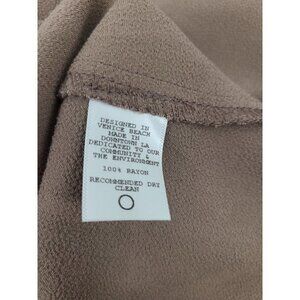 DESIGNED IN
VENICE BEACH
MADE IN
DOWNTOWN LA
DEDICATED TO OUR
COMMUNITY &
THE ENVIRONMENT
100% RAYON
RECOMMENDED DRY
CLEAN